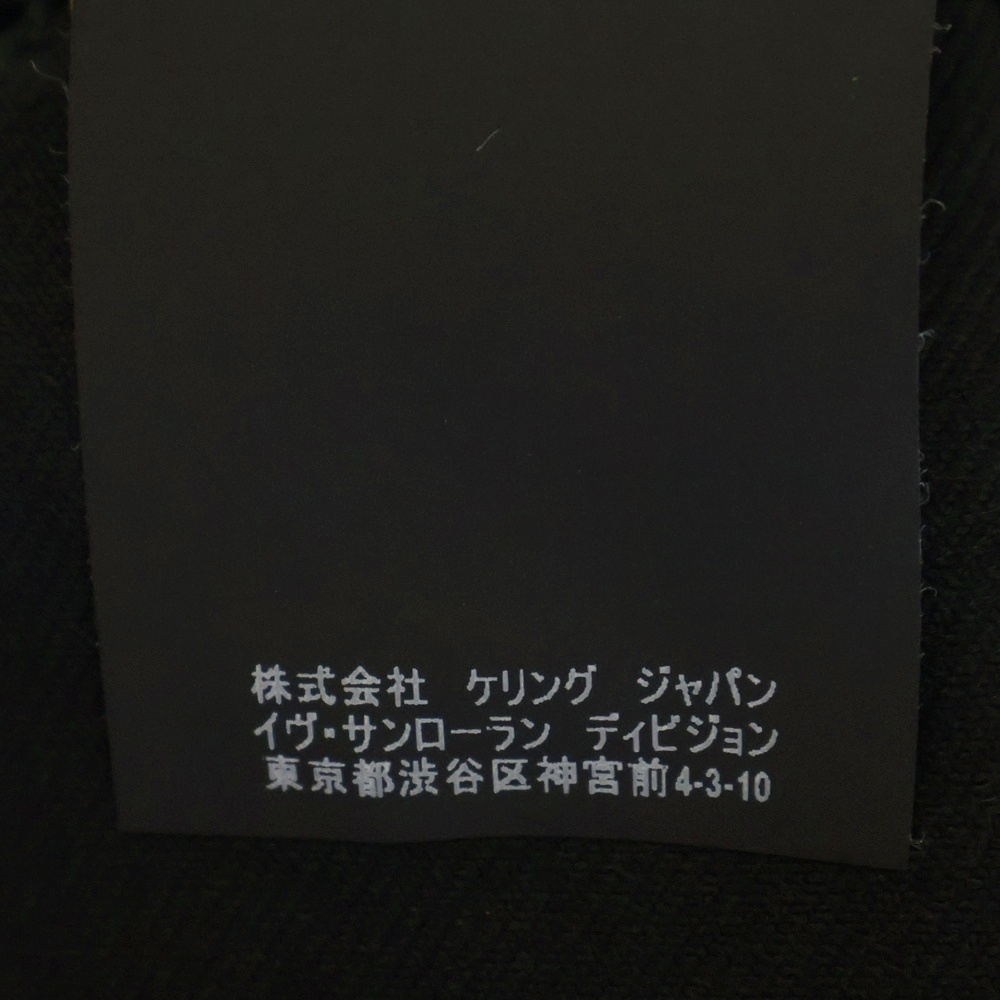 株式会社 ケリング ジャパン
イヴ・サンローラン ディビジョン
東京都渋谷区神宮前4-3-10